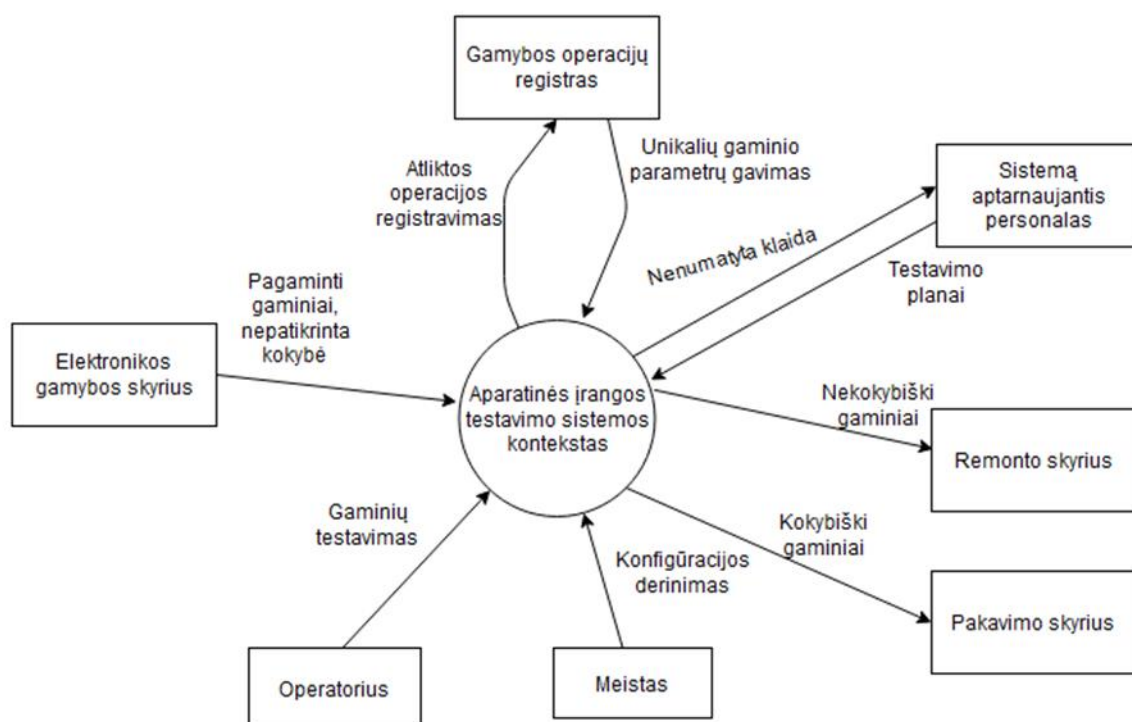 Gamybos operacijų
registras
Atliktos
operacijos
registravimas
Unikalių gaminio
parametrų gavimas
Sistemą
aptarnaujantis
personalas
Nenumatyta klaida
Testavimo
planai
Pagaminti
gaminiai,
nepatikrinta
kokybė
Elektronikos
gamybos skyrius
Aparatinės įrangos
testavimo sistemos
kontekstas
Nekokybiški
gaminiai
Remonto skyrius
Gaminių
testavimas
Konfigūracijos
derinimas
Kokybiški
gaminiai
Pakavimo skyrius
Operatorius
Meistas